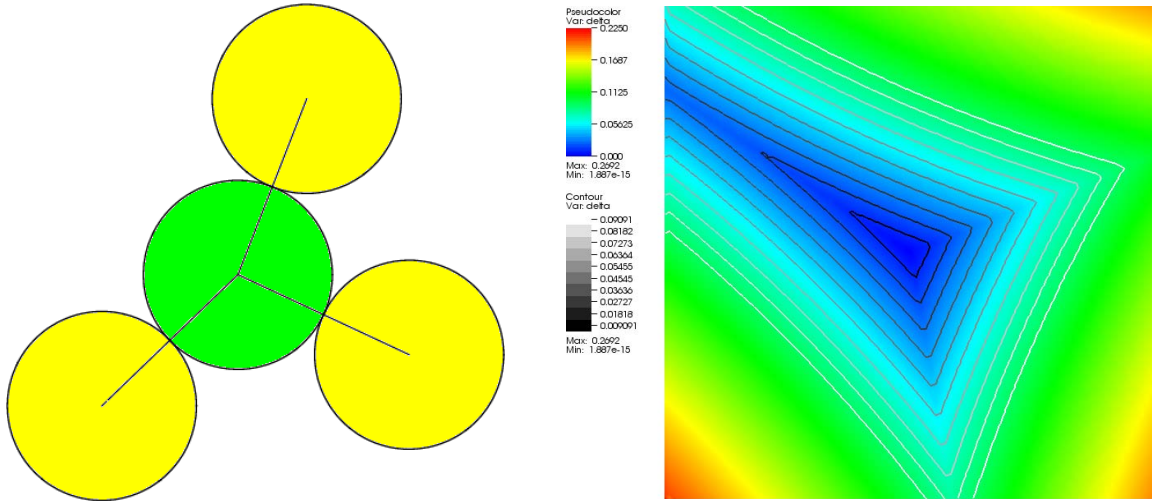 Pseudocolor
Var: delta
0.2250
0.1687
0.1125
0.05625
0.000
Max: 0.2692
Min: 1.887e-15
Contour
Var: delta
0.09091
0.08182
0.07273
0.06364
0.05455
0.04545
0.03636
0.02727
0.01818
0.009091
Max: 0.2692
Min: 1.887e-15